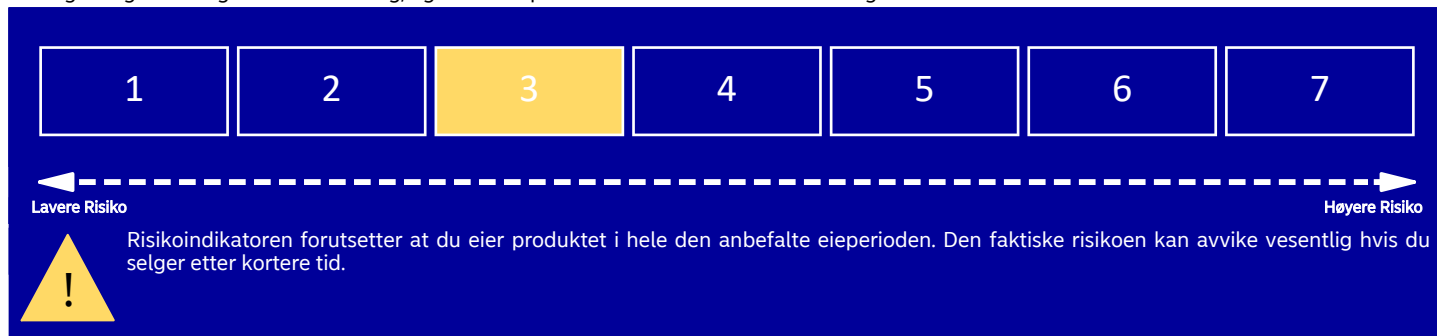 1 2 3 4 5 6 7
Lavere Risiko Høyere Risiko
Risikoindikatoren forutsetter at du eier produktet i hele den anbefalte eieperioden. Den faktiske risikoen kan avvike vesentlig hvis du
selger etter kortere tid.
!